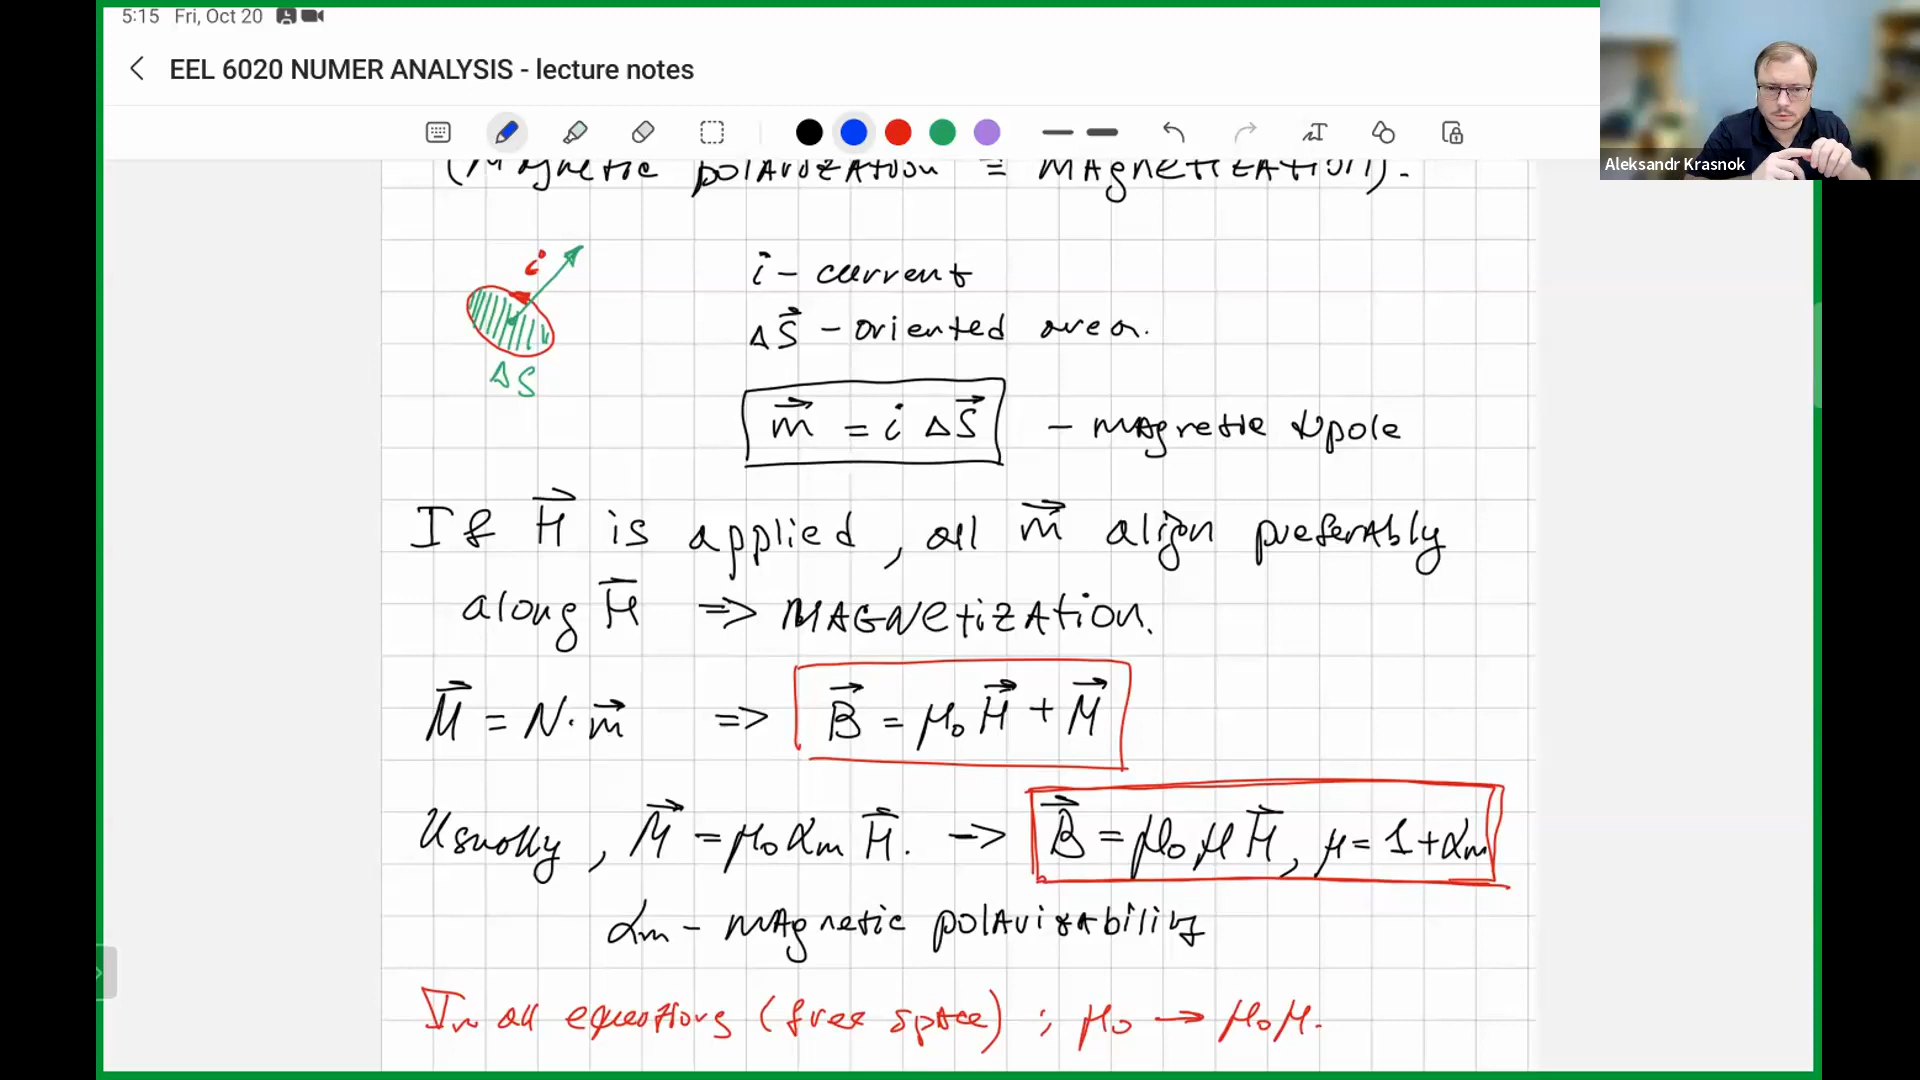 5:15 Fri, Oct 20
EEL 6020 NUMER ANALYSIS - lecture notes
Aleksandr Krasnok
(Magnetic polarization = MAgnetization).
i
ΔS
i - current
ΔS⃗ - oriented area.
m⃗ = i ΔS⃗ - mAgnetic dipole
If H⃗ is applied, all m⃗ align preferably
along H⃗ => MAGNetizAtion.
M⃗ = N·m⃗ => B⃗ = μ₀H⃗ + M⃗
Usually, M⃗ = μ₀αₘH⃗. -> B⃗ = μ₀μH⃗, μ = 1+αₘ
αₘ - mAgnetic polArizability
In all equations (free space): μ₀ → μ₀μ.